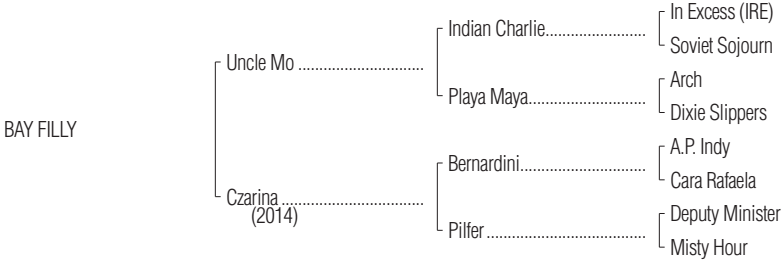 In Excess (IRE)
Indian Charlie
Soviet Sojourn
Uncle Mo
Arch
Playa Maya
Dixie Slippers
BAY FILLY
A.P. Indy
Bernardini
Cara Rafaela
Czarina
(2014)
Deputy Minister
Pilfer
Misty Hour